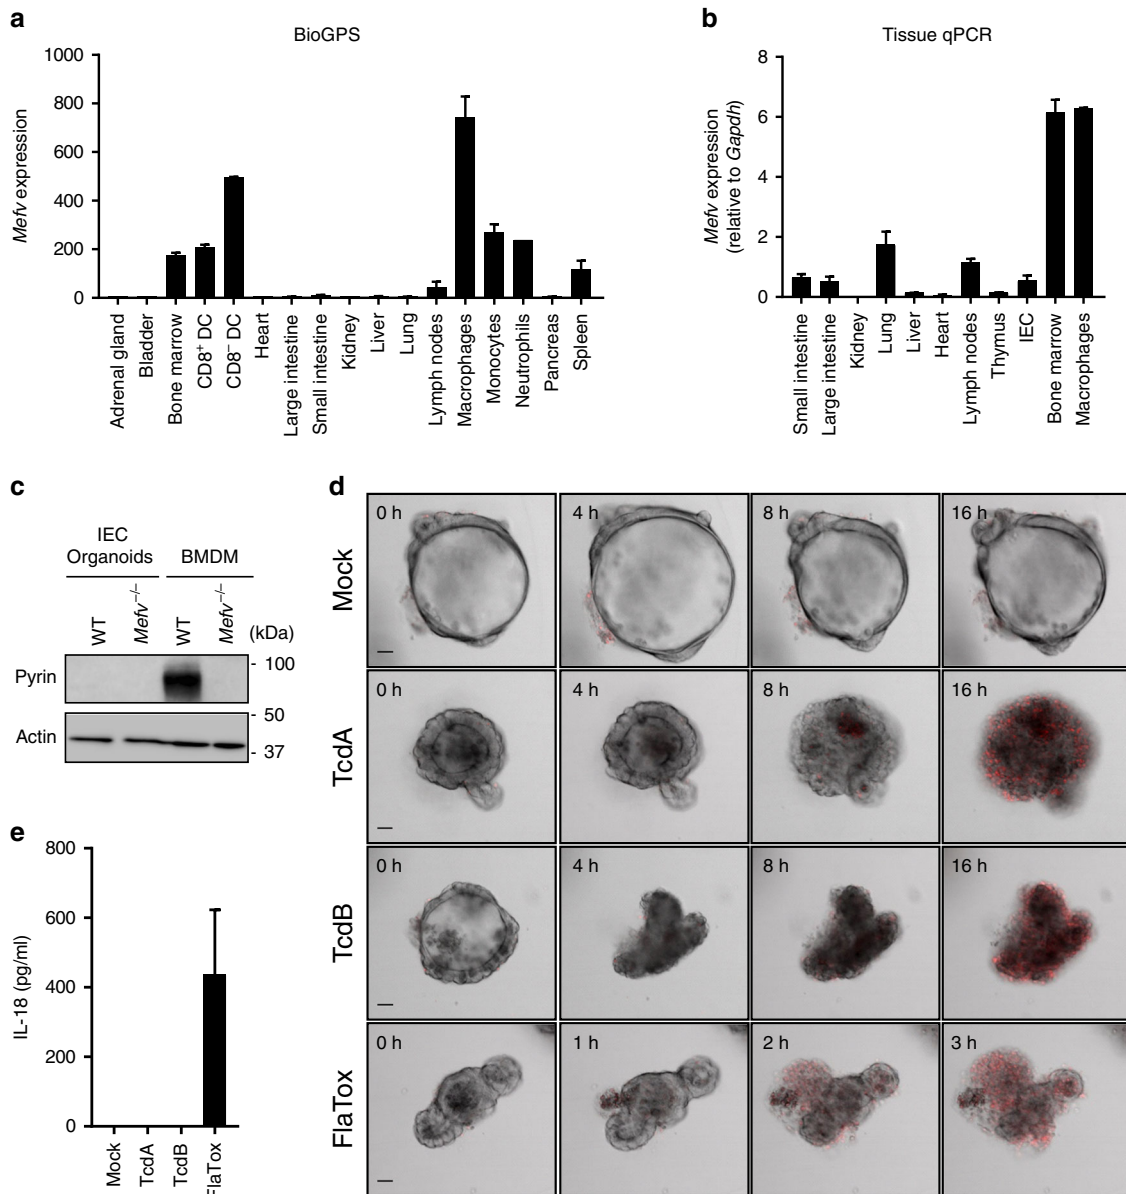 a
BioGPS
Mefv expression
1000
800
600
400
200
0
Adrenal gland
Bladder
Bone marrow
CD8⁺ DC
CD8⁻ DC
Heart
Large intestine
Small intestine
Kidney
Liver
Lung
Lymph nodes
Macrophages
Monocytes
Neutrophils
Pancreas
Spleen
b
Tissue qPCR
Mefv expression
(relative to Gapdh)
8
6
4
2
0
Small intestine
Large intestine
Kidney
Lung
Liver
Heart
Lymph nodes
Thymus
IEC
Bone marrow
Macrophages
c
IEC
Organoids
BMDM
WT
Mefv⁻/⁻
WT
Mefv⁻/⁻
(kDa)
Pyrin
- 100
Actin
- 50
- 37
d
Mock
0 h
4 h
8 h
16 h
TcdA
0 h
4 h
8 h
16 h
TcdB
0 h
4 h
8 h
16 h
FlaTox
0 h
1 h
2 h
3 h
e
IL-18 (pg/ml)
800
600
400
200
0
Mock
TcdA
TcdB
FlaTox